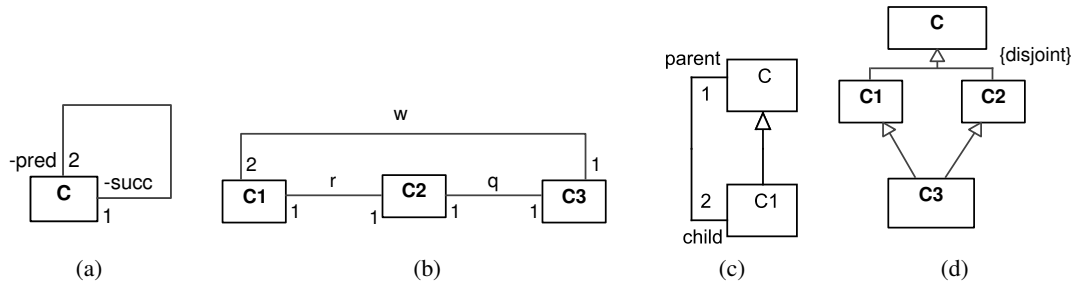 -pred
2
C
-succ
1
(a)
w
2
1
C1
r
C2
q
C3
1
1
1
1
(b)
parent
1
C
2
C1
child
(c)
C
{disjoint}
C1
C2
C3
(d)